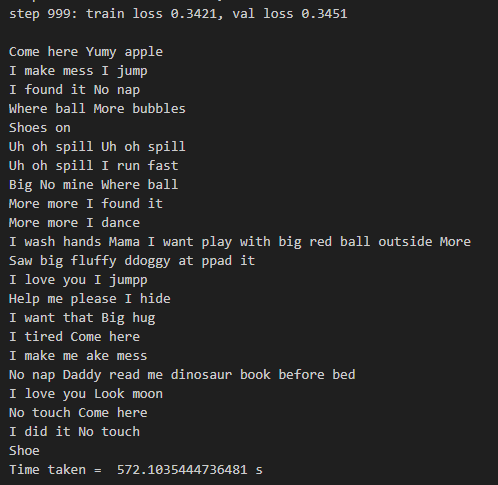 step 999: train loss 0.3421, val loss 0.3451
Come here Yumy apple
I make mess I jump
I found it No nap
Where ball More bubbles
Shoes on
Uh oh spill Uh oh spill
Uh oh spill I run fast
Big No mine Where ball
More more I found it
More more I dance
I wash hands Mama I want play with big red ball outside More
Saw big fluffy ddoggy at ppad it
I love you I jumpp
Help me please I hide
I want that Big hug
I tired Come here
I make me ake mess
No nap Daddy read me dinosaur book before bed
I love you Look moon
No touch Come here
I did it No touch
Shoe
Time taken =  572.1035444736481 s